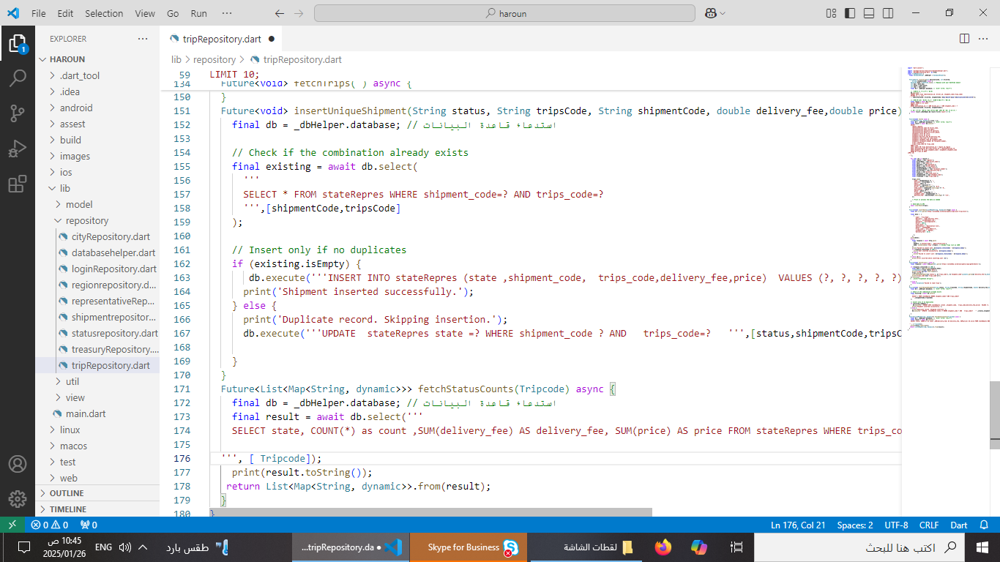 File Edit Selection View Go Run ··· haroun
EXPLORER ···
HAROUN
.dart_tool
.idea
android
assest
build
images
ios
lib
model
repository
cityRepository.dart
databasehelper.dart
loginRepository.dart
regionrepository.d...
representativeRep...
shipmentrepositor...
statusrepository.dart
treasuryRepository....
tripRepository.dart
util
view
main.dart
linux
macos
test
web
OUTLINE
TIMELINE
1
tripRepository.dart
lib > repository > tripRepository.dart
59 LIMIT 10;
134 Future<void> fetchTrips( ) async {
150 }
151 Future<void> insertUniqueShipment(String status, String tripsCode, String shipmentCode, double delivery_fee,double price)
152 final db = _dbHelper.database; // استدعاء قاعدة البيانات
153
154 // Check if the combination already exists
155 final existing = await db.select(
156 '''
157 SELECT * FROM stateRepres WHERE shipment_code=? AND trips_code=?
158 ''',[shipmentCode,tripsCode]
159 );
160
161 // Insert only if no duplicates
162 if (existing.isEmpty) {
163 db.execute('''INSERT INTO stateRepres (state ,shipment_code,  trips_code,delivery_fee,price)  VALUES (?, ?, ?, ?, ?)
164 print('Shipment inserted successfully.');
165 } else {
166 print('Duplicate record. Skipping insertion.');
167 db.execute('''UPDATE  stateRepres state =? WHERE shipment_code ? AND   trips_code=?   ''',[status,shipmentCode,tripsC
168
169 }
170 }
171 Future<List<Map<String, dynamic>>> fetchStatusCounts(Tripcode) async {
172 final db = _dbHelper.database; // استدعاء قاعدة البيانات
173 final result = await db.select('''
174 SELECT state, COUNT(*) as count ,SUM(delivery_fee) AS delivery_fee, SUM(price) AS price FROM stateRepres WHERE trips_co
175
176 ''', [ Tripcode]);
177 print(result.toString());
178 return List<Map<String, dynamic>>.from(result);
179 }
180 }
0 0 0 Ln 176, Col 21 Spaces: 2 UTF-8 CRLF Dart
10:45 ص
2025/01/26
ENG
طقس بارد
...tripRepository.da ●
Skype for Business
لقطات الشاشة
اكتب هنا للبحث